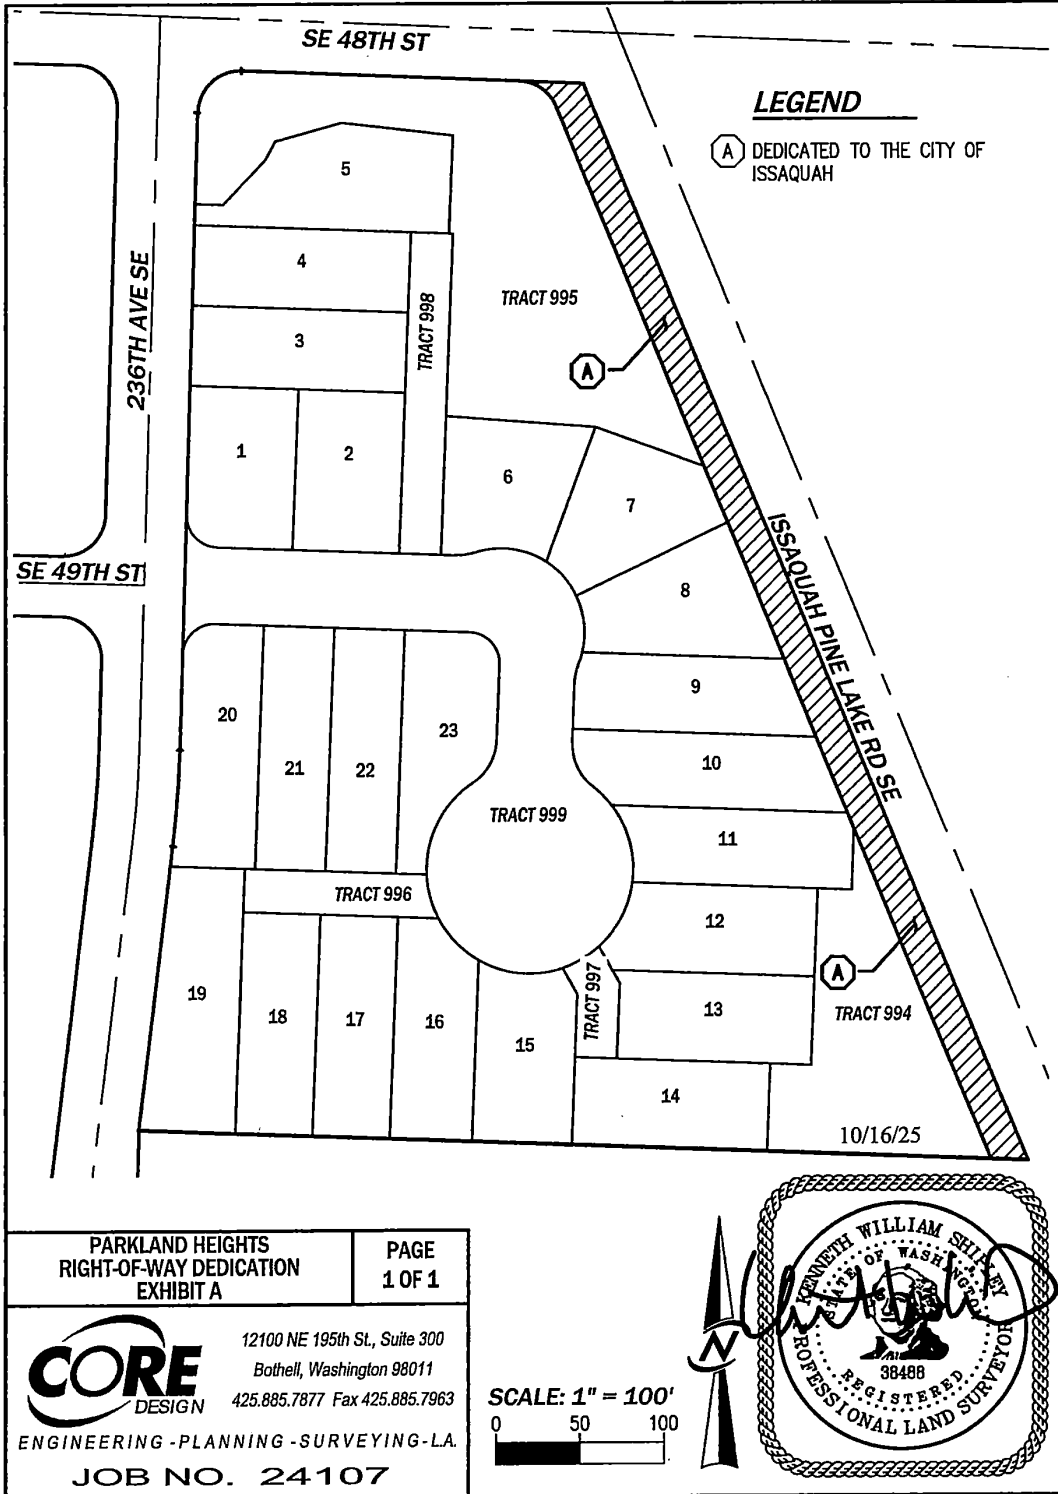 SE 48TH ST
LEGEND
A DEDICATED TO THE CITY OF
ISSAQUAH
5
4
236TH AVE SE
TRACT 998
TRACT 995
3
A
1
2
6
7
ISSAQUAH PINE LAKE RD SE
SE 49TH ST
8
9
20
23
10
21
22
TRACT 999
11
TRACT 996
12
A
19
TRACT 997
13
TRACT 994
18
17
16
15
14
10/16/25
PARKLAND HEIGHTS
RIGHT-OF-WAY DEDICATION
EXHIBIT A
PAGE
1 OF 1
CORE
DESIGN
12100 NE 195th St., Suite 300
Bothell, Washington 98011
425.885.7877 Fax 425.885.7963
ENGINEERING - PLANNING - SURVEYING - L.A.
JOB NO. 24107
SCALE: 1" = 100'
0 50 100
N
KENNETH WILLIAM SHIPLEY
STATE OF WASHINGTON
38488
REGISTERED
PROFESSIONAL LAND SURVEYOR